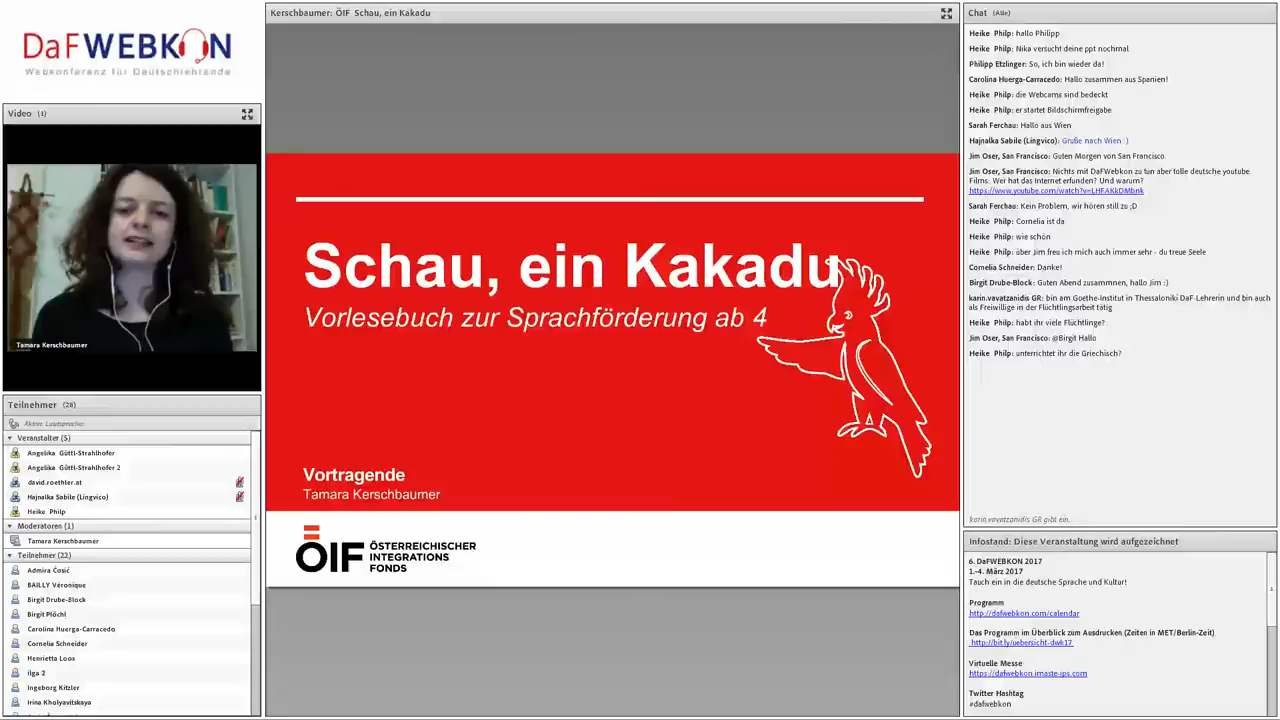 DaFWEBKON
Webkonferenz für Deutschlehrende
Video (1)
Tamara Kerschbaumer
Teilnehmer (28)
Aktive Lautsprecher
Veranstalter (5)
Angelika Güttl-Strahlhofer
Angelika Güttl-Strahlhofer 2
david.roethler.at
Hajnalka Sabile (Lingvico)
Heike Philp
Moderatoren (1)
Tamara Kerschbaumer
Teilnehmer (22)
Admira Ćosić
BAILLY Véronique
Birgit Drube-Block
Birgit Plöchl
Carolina Huerga-Carracedo
Cornelia Schneider
Henrietta Loos
ilga 2
Ingeborg Kitzler
Irina Kholyavitskaya
Kerschbaumer: ÖIF Schau, ein Kakadu
Schau, ein Kakadu
Vorlesebuch zur Sprachförderung ab 4
Vortragende
Tamara Kerschbaumer
ÖIF ÖSTERREICHISCHER
INTEGRATIONS
FONDS
Chat (Alle)
Heike Philp: hallo Philipp
Heike Philp: Nika versucht deine ppt nochmal
Philipp Etzlinger: So, ich bin wieder da!
Carolina Huerga-Carracedo: Hallo zusammen aus Spanien!
Heike Philp: die Webcams sind bedeckt
Heike Philp: er startet Bildschirmfreigabe
Sarah Ferchau: Hallo aus Wien
Hajnalka Sabile (Lingvico): Gruße nach Wien :)
Jim Oser, San Francisco: Guten Morgen von San Francisco.
Jim Oser, San Francisco: Nichts mit DaFWebkon zu tun aber tolle deutsche youtube
Films: Wer hat das Internet erfunden? Und warum?
https://www.youtube.com/watch?v=LHFAKkDMbnk
Sarah Ferchau: Kein Problem, wir hören still zu ;D
Heike Philp: Cornelia ist da
Heike Philp: wie schön
Heike Philp: über Jim freu ich mich auch immer sehr - du treue Seele
Cornelia Schneider: Danke!
Birgit Drube-Block: Guten Abend zusammnen, hallo Jim :)
karin.vavatzanidis GR: bin am Goethe-Institut in Thessaloniki DaF-Lehrerin und bin auch
als Freiwillige in der Flüchtlingsarbeit tätig
Heike Philp: habt ihr viele Flüchtlinge?
Jim Oser, San Francisco: @Birgit Hallo
Heike Philp: unterrichtet ihr die Griechisch?
karin.vavatzanidis GR gibt ein.
Infostand: Diese Veranstaltung wird aufgezeichnet
6. DaFWEBKON 2017
1.-4. März 2017
Tauch ein in die deutsche Sprache und Kultur!
Programm
http://dafwebkon.com/calendar
Das Programm im Überblick zum Ausdrucken (Zeiten in MET/Berlin-Zeit)
http://bit.ly/uebersicht-dwk17
Virtuelle Messe
https://dafwebkon.imaste-ips.com
Twitter Hashtag
#dafwebkon